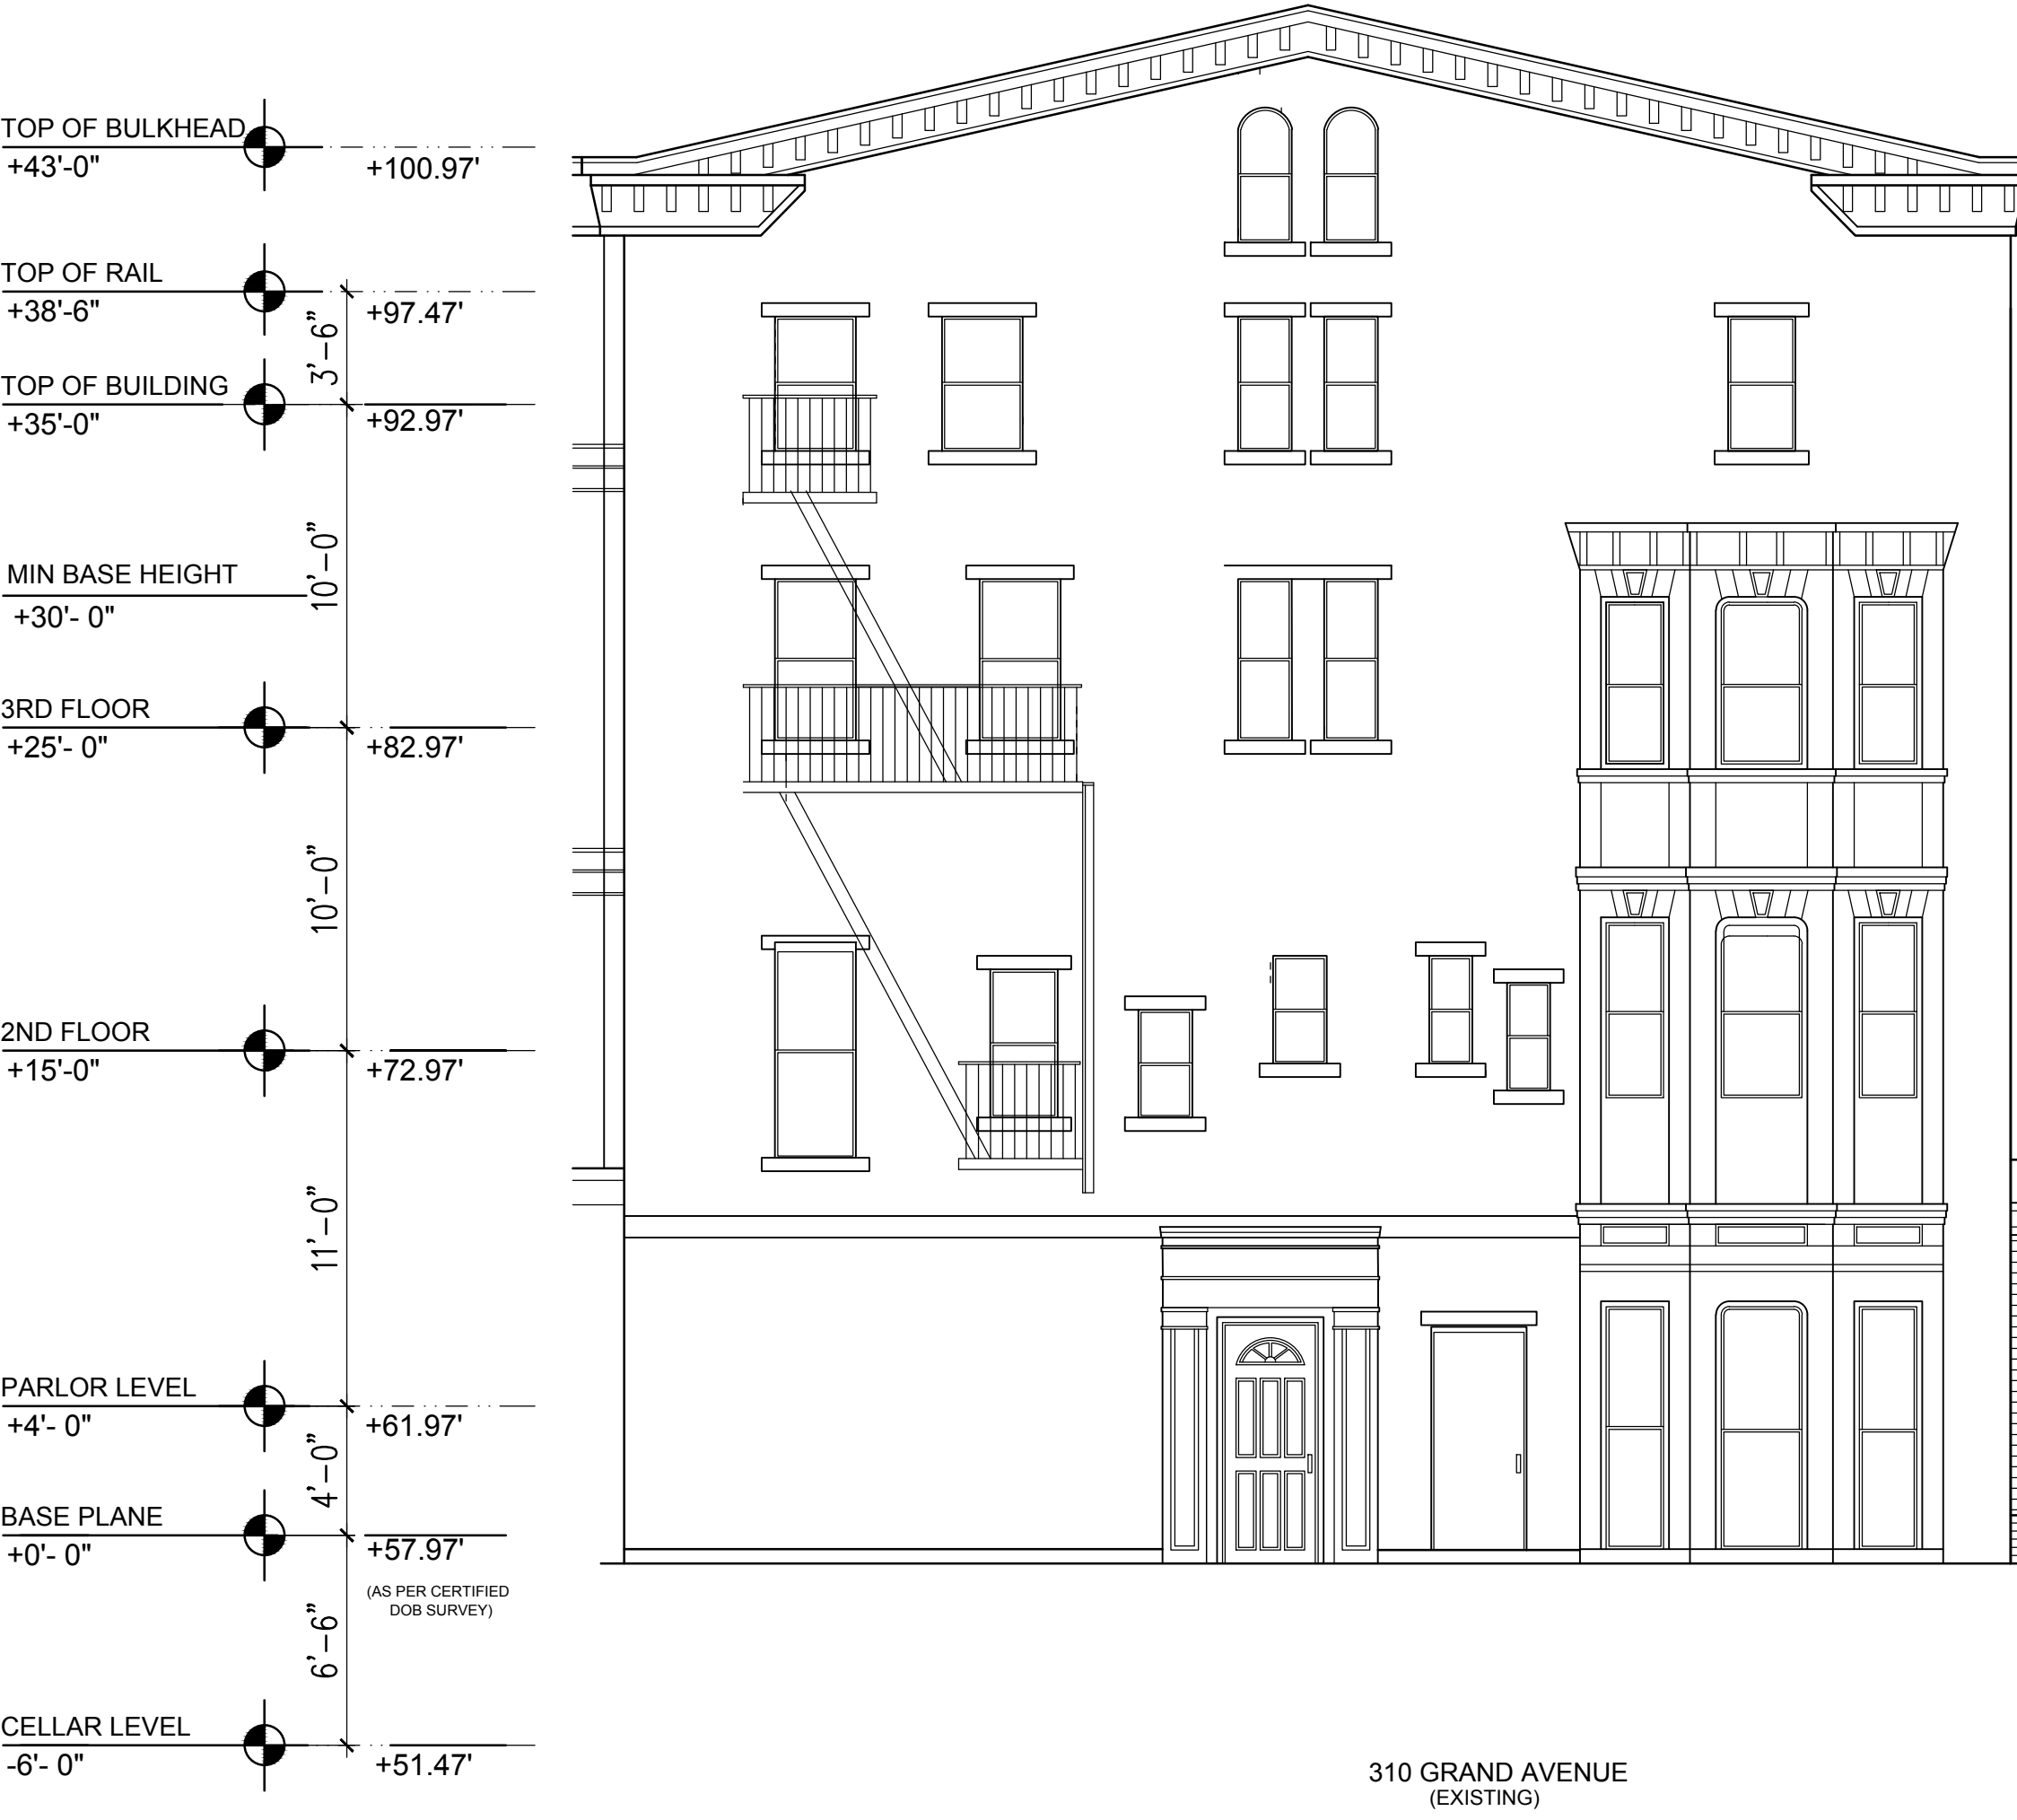 TOP OF BULKHEAD
+43'-0"
+100.97'
TOP OF RAIL
+38'-6"
+97.47'
3'-6"
TOP OF BUILDING
+35'-0"
+92.97'
10'-0"
MIN BASE HEIGHT
+30'- 0"
3RD FLOOR
+25'- 0"
+82.97'
10'-0"
2ND FLOOR
+15'-0"
+72.97'
11'-0"
PARLOR LEVEL
+4'- 0"
+61.97'
4'-0"
BASE PLANE
+0'- 0"
+57.97'
(AS PER CERTIFIED
DOB SURVEY)
6'-6"
CELLAR LEVEL
-6'- 0"
+51.47'
310 GRAND AVENUE
(EXISTING)